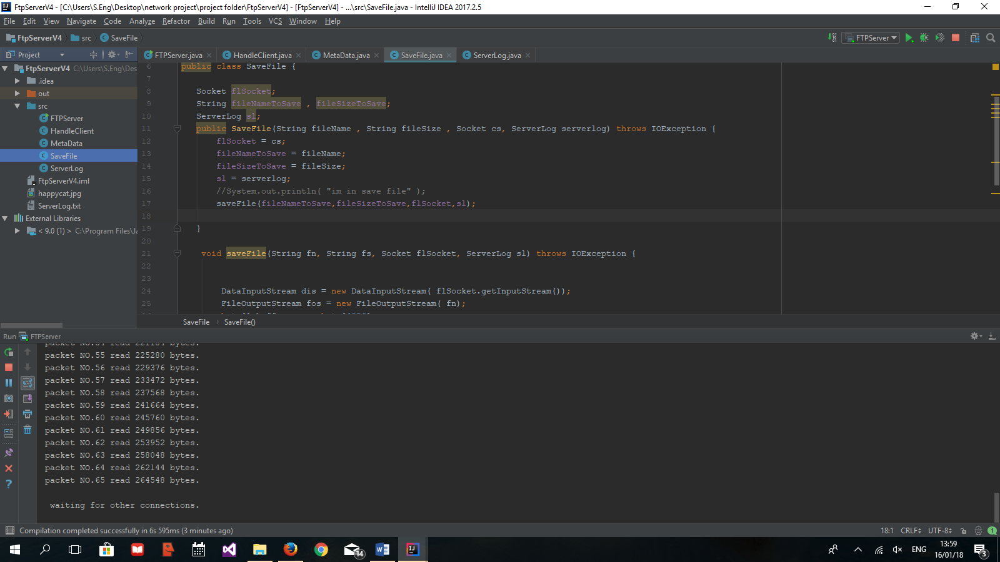 FtpServerV4 - [C:\Users\S.Eng\Desktop\network project\project folder\FtpServerV4] - [FtpServerV4] - ...\src\SaveFile.java - IntelliJ IDEA 2017.2.5
File Edit View Navigate Code Analyze Refactor Build Run Tools VCS Window Help
FtpServerV4 src SaveFile FTPServer
Project
FTPServer.java HandleClient.java MetaData.java SaveFile.java ServerLog.java
FtpServerV4 C:\Users\S.Eng\Des
.idea
out
src
FTPServer
HandleClient
MetaData
SaveFile
ServerLog
FtpServerV4.iml
happycat.jpg
ServerLog.txt
External Libraries
< 9.0 (1) > C:\Program Files\Ja
6 public class SaveFile {
7
8 Socket flSocket;
9 String fileNameToSave , fileSizeToSave;
10 ServerLog sl;
11 public SaveFile(String fileName , String fileSize , Socket cs, ServerLog serverlog) throws IOException {
12 flSocket = cs;
13 fileNameToSave = fileName;
14 fileSizeToSave = fileSize;
15 sl = serverlog;
16 //System.out.println( "im in save file" );
17 saveFile(fileNameToSave,fileSizeToSave,flSocket,sl);
18
19 }
20
21 void saveFile(String fn, String fs, Socket flSocket, ServerLog sl) throws IOException {
22
23
24 DataInputStream dis = new DataInputStream( flSocket.getInputStream());
25 FileOutputStream fos = new FileOutputStream( fn);
SaveFile SaveFile()
Run FTPServer
packet NO.54 read 221184 bytes.
packet NO.55 read 225280 bytes.
packet NO.56 read 229376 bytes.
packet NO.57 read 233472 bytes.
packet NO.58 read 237568 bytes.
packet NO.59 read 241664 bytes.
packet NO.60 read 245760 bytes.
packet NO.61 read 249856 bytes.
packet NO.62 read 253952 bytes.
packet NO.63 read 258048 bytes.
packet NO.64 read 262144 bytes.
packet NO.65 read 264548 bytes.
waiting for other connections.
Compilation completed successfully in 6s 595ms (3 minutes ago) 18:1 CRLF UTF-8 1
14 ENG 13:59
16/01/18 3